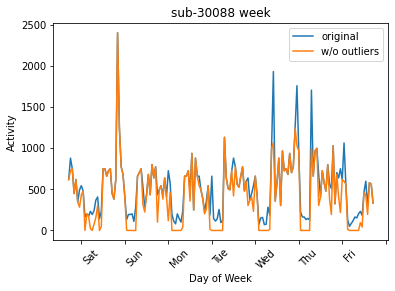 sub-30088 week
original
w/o outliers
2500
2000
1500
1000
500
0
Activity
Sat
Sun
Mon
Tue
Wed
Thu
Fri
Day of Week